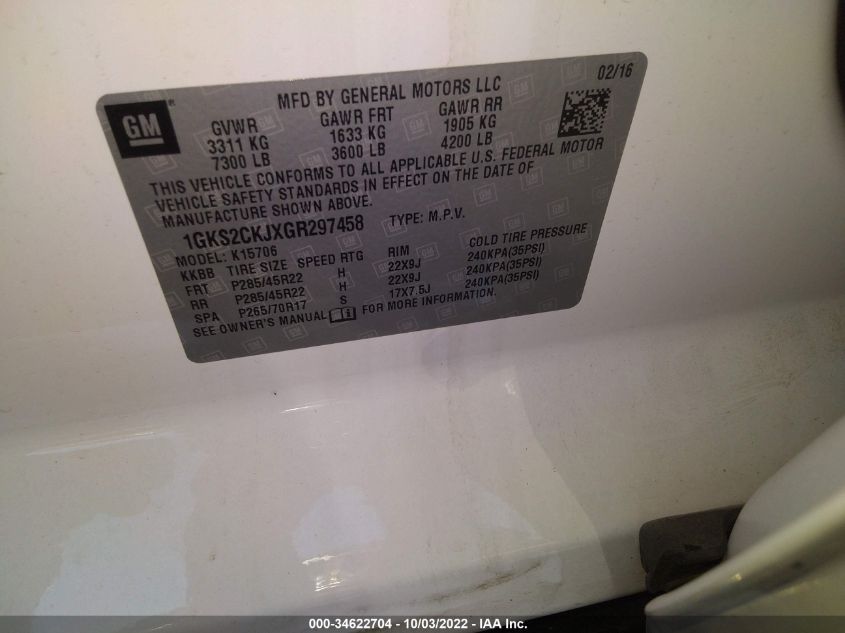 02/16
MFD BY GENERAL MOTORS LLC
GM ®
GVWR GAWR FRT GAWR RR
3311 KG 1633 KG 1905 KG
7300 LB 3600 LB 4200 LB
THIS VEHICLE CONFORMS TO ALL APPLICABLE U.S. FEDERAL MOTOR
VEHICLE SAFETY STANDARDS IN EFFECT ON THE DATE OF
MANUFACTURE SHOWN ABOVE.
1GKS2CKJXGR297458 TYPE: M.P.V.
MODEL: K15706
KKBB TIRE SIZE SPEED RTG RIM COLD TIRE PRESSURE
FRT P285/45R22 H 22X9J 240KPA(35PSI)
RR P285/45R22 H 22X9J 240KPA(35PSI)
SPA P265/70R17 S 17X7.5J 240KPA(35PSI)
SEE OWNER'S MANUAL FOR MORE INFORMATION.
000-34622704 - 10/03/2022 - IAA Inc.